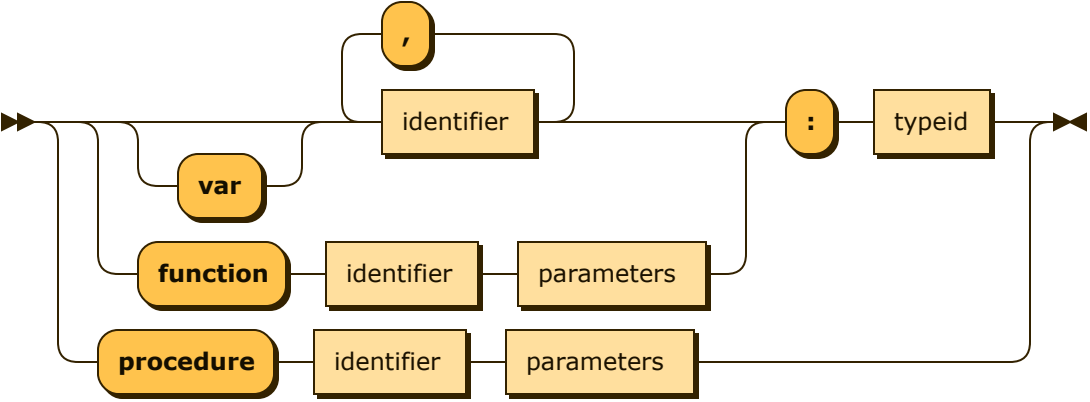 ,
identifier : typeid
var
function identifier parameters
procedure identifier parameters